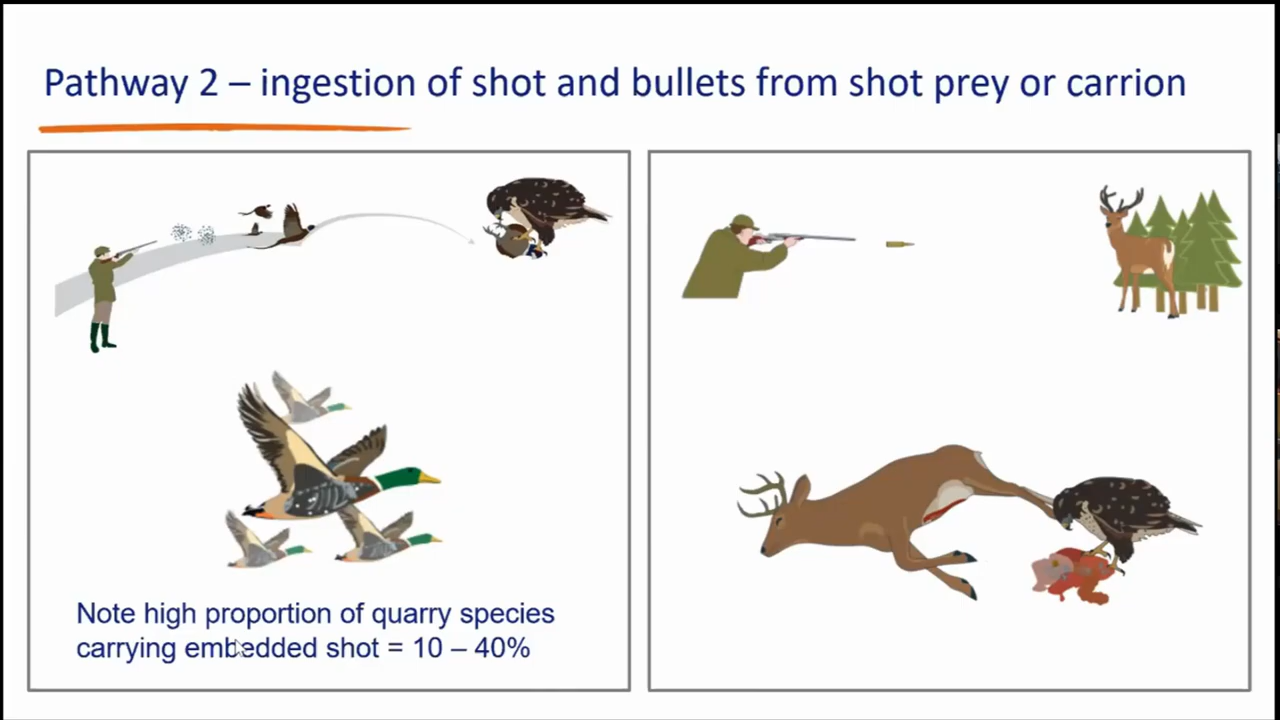 Pathway 2 – ingestion of shot and bullets from shot prey or carrion
Note high proportion of quarry species
carrying embedded shot = 10 – 40%